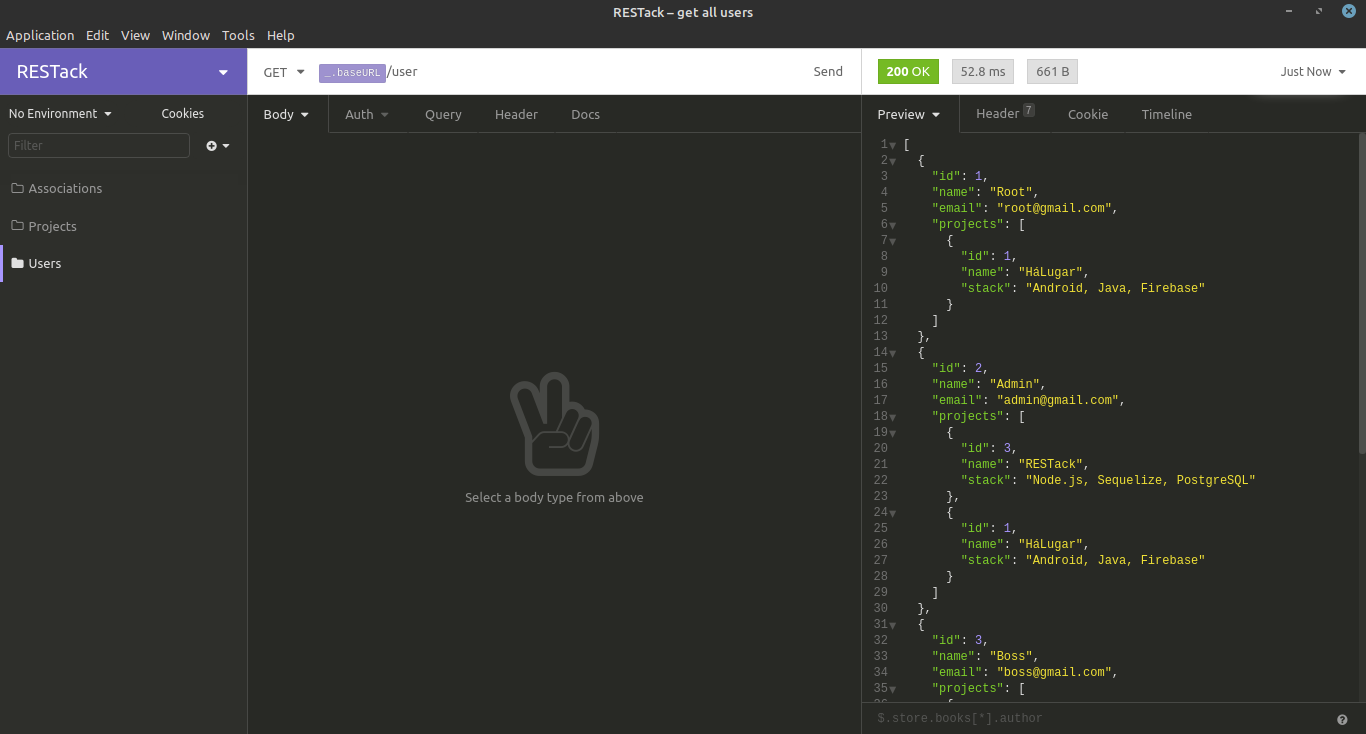 RESTack – get all users
Application Edit View Window Tools Help
RESTack
GET _.baseURL/user Send
200 OK 52.8 ms 661 B Just Now
No Environment Cookies
Filter
Associations
Projects
Users
Body Auth Query Header Docs
Select a body type from above
Preview Header 7 Cookie Timeline
1 [
2 {
3 "id": 1,
4 "name": "Root",
5 "email": "root@gmail.com",
6 "projects": [
7 {
8 "id": 1,
9 "name": "HáLugar",
10 "stack": "Android, Java, Firebase"
11 }
12 ]
13 },
14 {
15 "id": 2,
16 "name": "Admin",
17 "email": "admin@gmail.com",
18 "projects": [
19 {
20 "id": 3,
21 "name": "RESTack",
22 "stack": "Node.js, Sequelize, PostgreSQL"
23 },
24 {
25 "id": 1,
26 "name": "HáLugar",
27 "stack": "Android, Java, Firebase"
28 }
29 ]
30 },
31 {
32 "id": 3,
33 "name": "Boss",
34 "email": "boss@gmail.com",
35 "projects": [
$.store.books[*].author